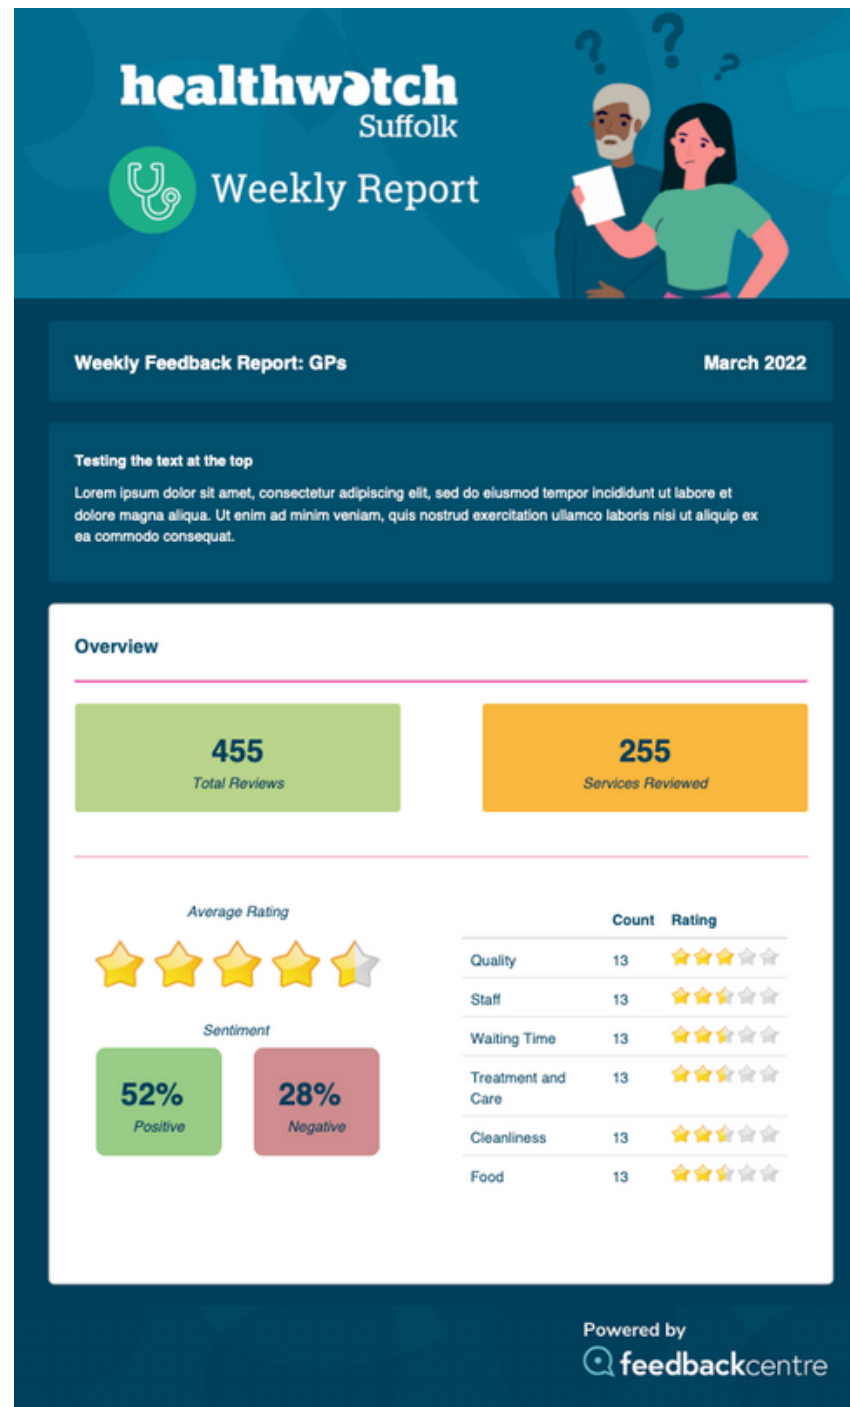 healthwatch
Suffolk
Weekly Report
? ? ?
Weekly Feedback Report: GPs March 2022
Testing the text at the top
Lorem ipsum dolor sit amet, consectetur adipiscing elit, sed do eiusmod tempor incididunt ut labore et
dolore magna aliqua. Ut enim ad minim veniam, quis nostrud exercitation ullamco laboris nisi ut aliquip ex
ea commodo consequat.
Overview
455
Total Reviews
255
Services Reviewed
Average Rating
Sentiment
52%
Positive
28%
Negative
Count Rating
Quality 13
Staff 13
Waiting Time 13
Treatment and 13
Care
Cleanliness 13
Food 13
Powered by
feedbackcentre